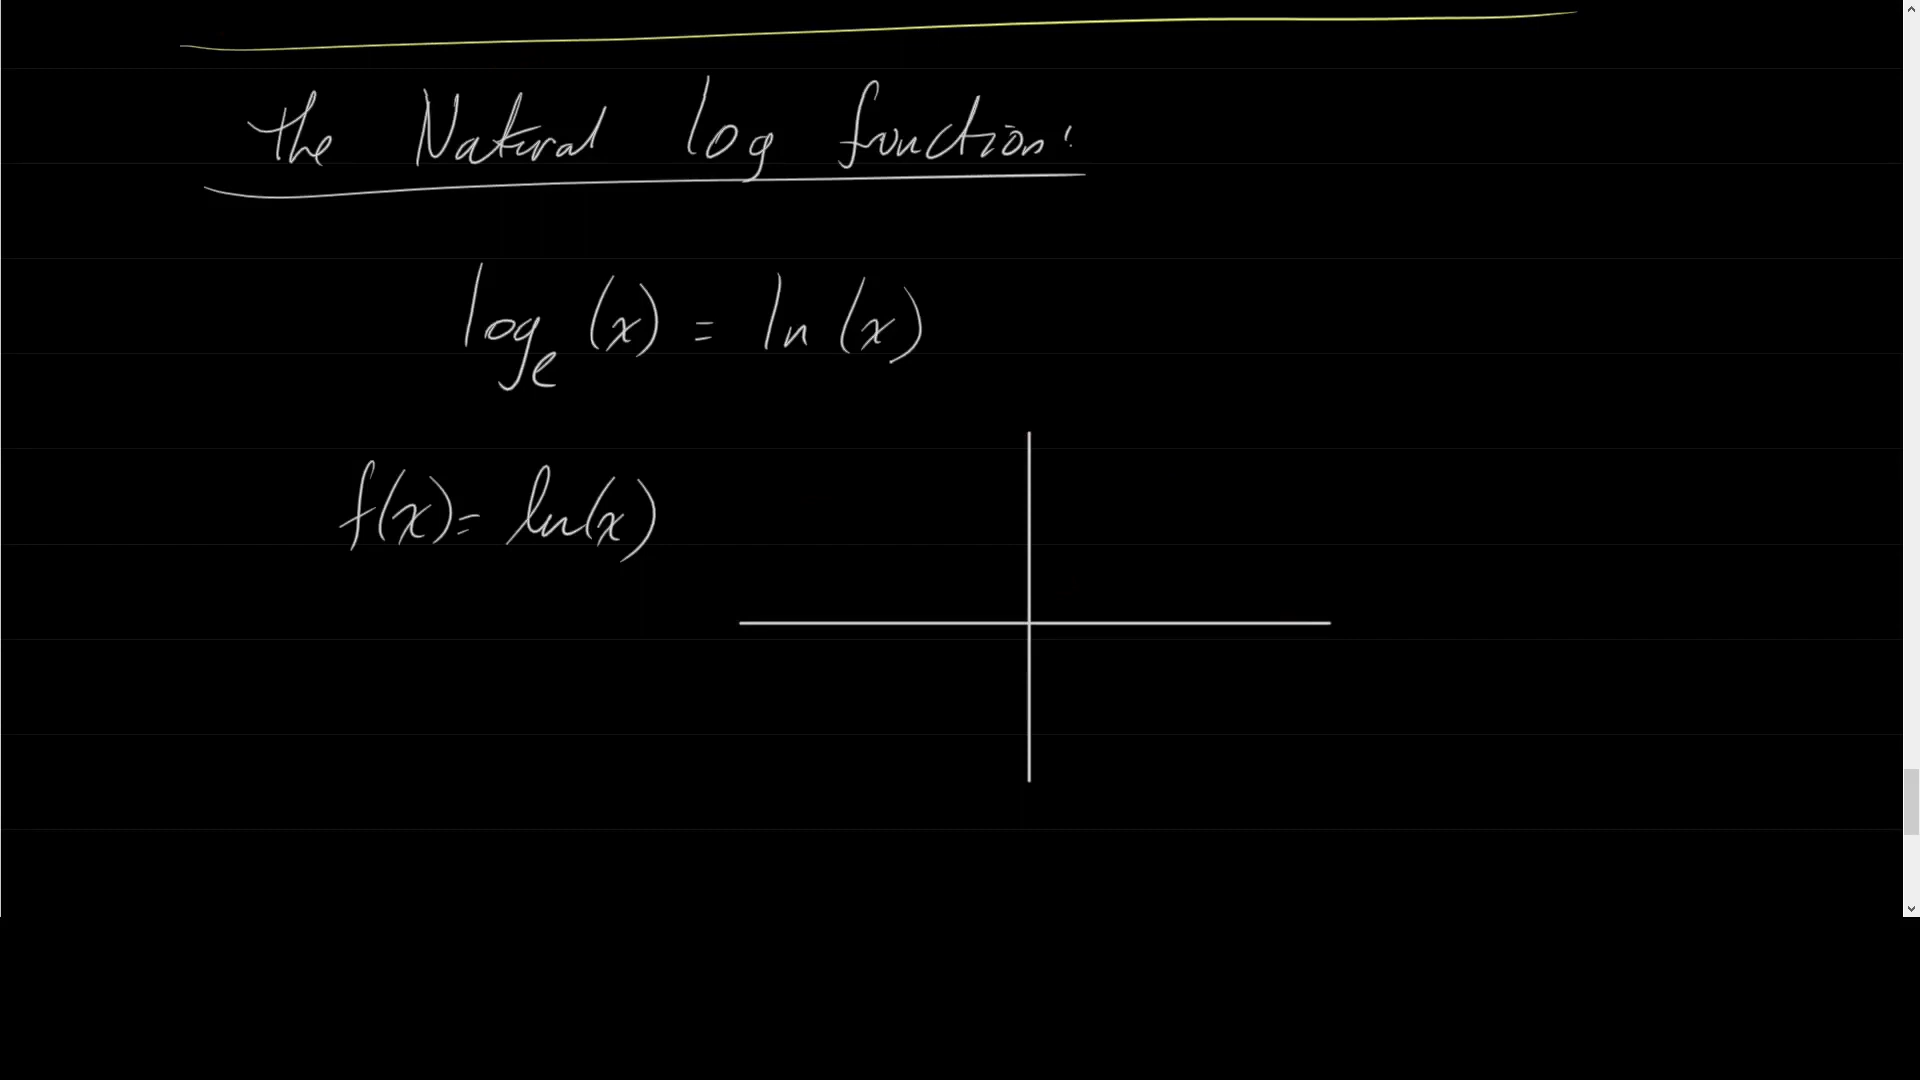 the Natural log function:
log_e (x) = ln (x)
f(x) = ln(x)